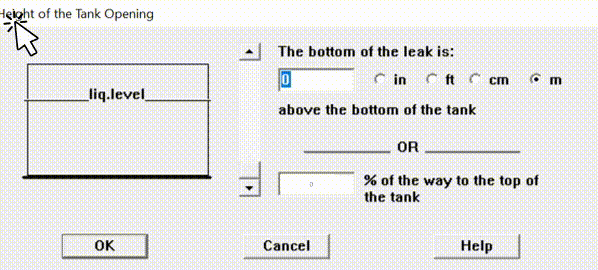 Height of the Tank Opening
The bottom of the leak is:
0 in ft cm m
liq.level
above the bottom of the tank
OR
% of the way to the top of
the tank
OK Cancel Help